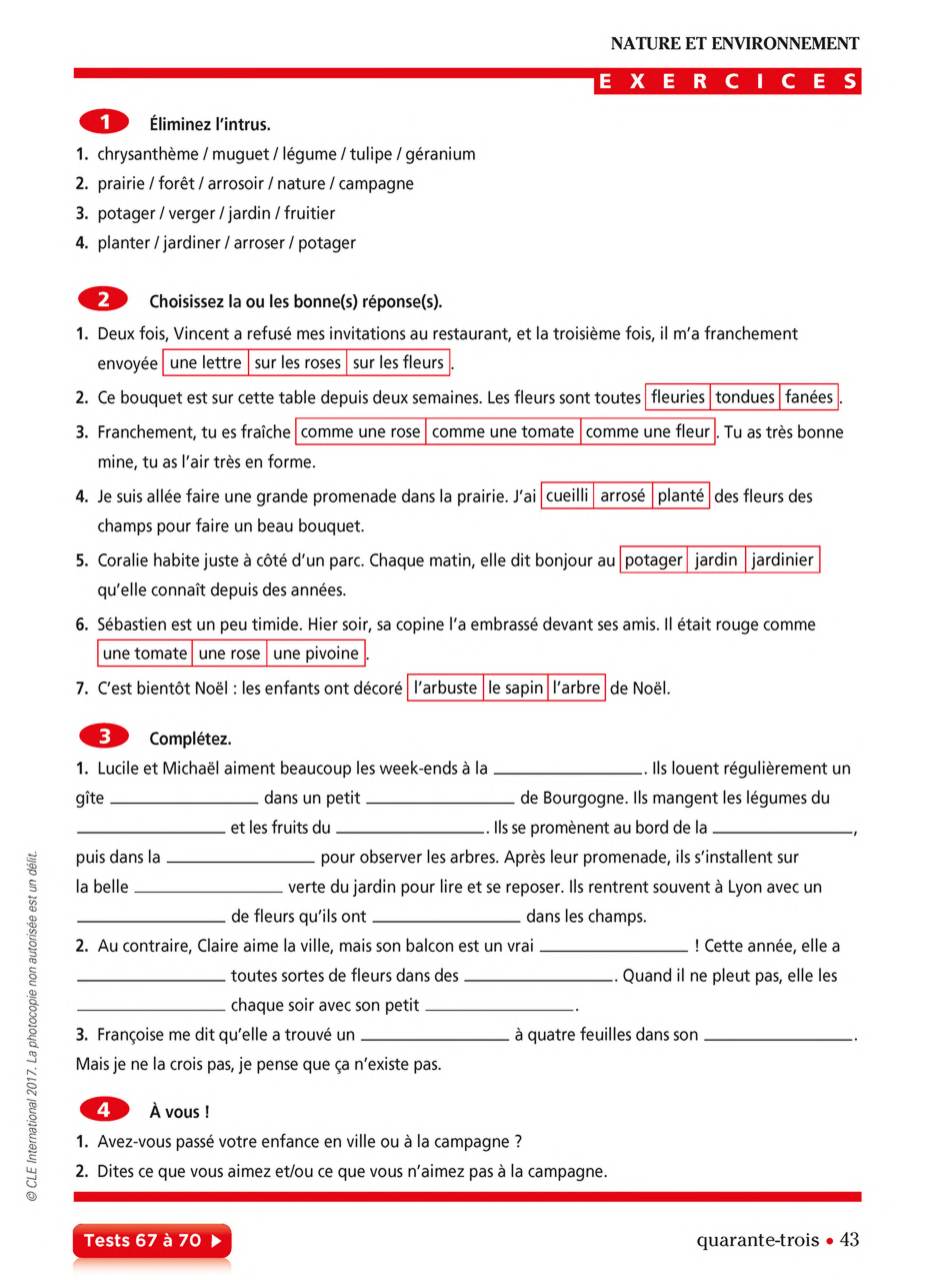 NATURE ET ENVIRONNEMENT
EXERCICES
1 Éliminez l'intrus.
1. chrysanthème / muguet / légume / tulipe / géranium
2. prairie / forêt / arrosoir / nature / campagne
3. potager / verger / jardin / fruitier
4. planter / jardiner / arroser / potager
2 Choisissez la ou les bonne(s) réponse(s).
1. Deux fois, Vincent a refusé mes invitations au restaurant, et la troisième fois, il m'a franchement
envoyée une lettre sur les roses sur les fleurs.
2. Ce bouquet est sur cette table depuis deux semaines. Les fleurs sont toutes fleuries tondues fanées.
3. Franchement, tu es fraîche comme une rose comme une tomate comme une fleur. Tu as très bonne
mine, tu as l'air très en forme.
4. Je suis allée faire une grande promenade dans la prairie. J'ai cueilli arrosé planté des fleurs des
champs pour faire un beau bouquet.
5. Coralie habite juste à côté d'un parc. Chaque matin, elle dit bonjour au potager jardin jardinier
qu'elle connaît depuis des années.
6. Sébastien est un peu timide. Hier soir, sa copine l'a embrassé devant ses amis. Il était rouge comme
une tomate une rose une pivoine.
7. C'est bientôt Noël : les enfants ont décoré l'arbuste le sapin l'arbre de Noël.
3 Complétez.
1. Lucile et Michaël aiment beaucoup les week-ends à la ________________. Ils louent régulièrement un
gîte ________________ dans un petit ________________ de Bourgogne. Ils mangent les légumes du
________________ et les fruits du ________________. Ils se promènent au bord de la ________________,
puis dans la ________________ pour observer les arbres. Après leur promenade, ils s'installent sur
la belle ________________ verte du jardin pour lire et se reposer. Ils rentrent souvent à Lyon avec un
________________ de fleurs qu'ils ont ________________ dans les champs.
2. Au contraire, Claire aime la ville, mais son balcon est un vrai ________________ ! Cette année, elle a
________________ toutes sortes de fleurs dans des ________________. Quand il ne pleut pas, elle les
________________ chaque soir avec son petit ________________.
3. Françoise me dit qu'elle a trouvé un ________________ à quatre feuilles dans son ________________.
Mais je ne la crois pas, je pense que ça n'existe pas.
4 À vous !
1. Avez-vous passé votre enfance en ville ou à la campagne ?
2. Dites ce que vous aimez et/ou ce que vous n'aimez pas à la campagne.
© CLE International 2017. La photocopie non autorisée est un délit.
Tests 67 à 70
quarante-trois • 43